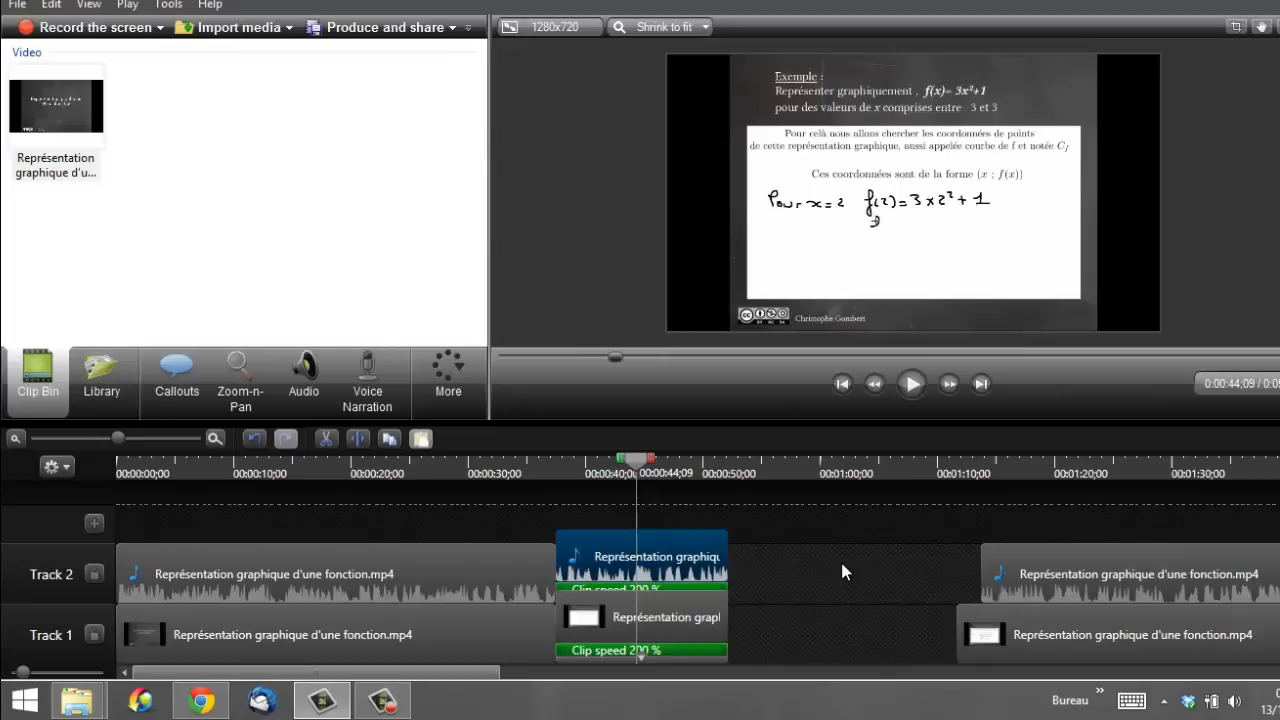 File Edit View Play Tools Help
Record the screen Import media Produce and share
1280x720 Shrink to fit
Video
Représentation
graphique d'u...
Exemple :
Représenter graphiquement , f(x)= 3x²+1
pour des valeurs de x comprises entre 3 et 3
Pour celà nous allons chercher les coordonnées de points
de cette représentation graphique, aussi appelée courbe de f et notée Cf
Ces coordonnées sont de la forme (x ; f(x))
Pour x=2 f(2)=3×2²+1
Christophe Gombert
Clip Bin
Library
Callouts
Zoom-n-
Pan
Audio
Voice
Narration
More
0:00:44;09
00:00:00;00 00:00:10;00 00:00:20;00 00:00:30;00 00:00:40; 00:00:44;09 00:00:50;00 00:01:00;00 00:01:10;00 00:01:20;00 00:01:30;00
Représentation graphiqu
Track 2 Représentation graphique d'une fonction.mp4 Représentation graphique d'une fonction.mp4
Clip speed 200 %
Représentation grapl
Track 1 Représentation graphique d'une fonction.mp4 Représentation graphique d'une fonction.mp4
Clip speed 200 %
Bureau
13/